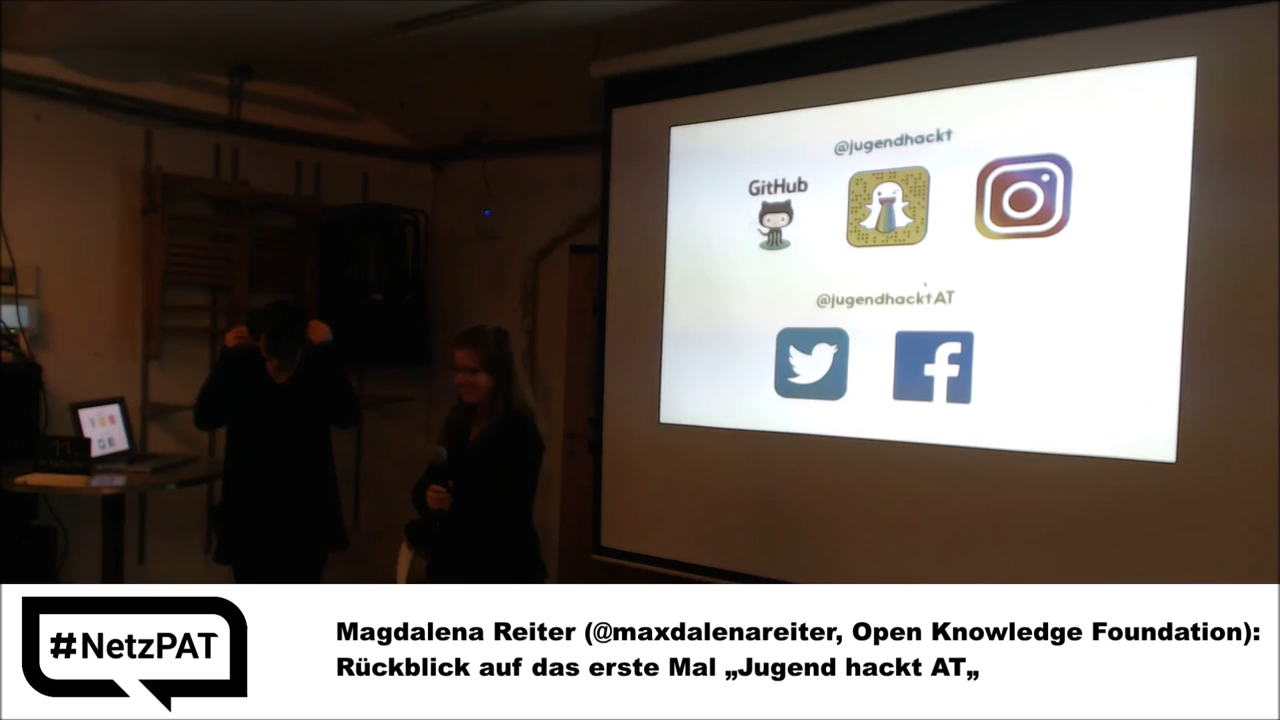 @jugendhackt
GitHub
@jugendhacktAT
#NetzPAT
Magdalena Reiter (@maxdalenareiter, Open Knowledge Foundation):
Rückblick auf das erste Mal „Jugend hackt AT„